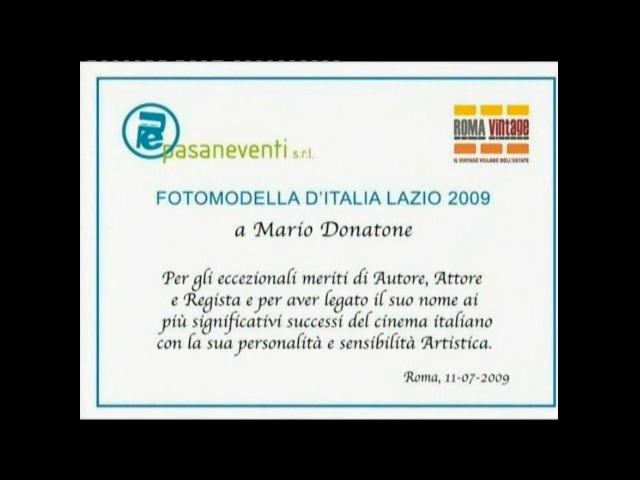 pasaneventi s.r.l.
ROMA Vintage
IL VINTAGE VILLAGE DELL'ESTATE
FOTOMODELLA D'ITALIA LAZIO 2009
a Mario Donatone
Per gli eccezionali meriti di Autore, Attore
e Regista e per aver legato il suo nome ai
più significativi successi del cinema italiano
con la sua personalità e sensibilità Artistica.
Roma, 11-07-2009